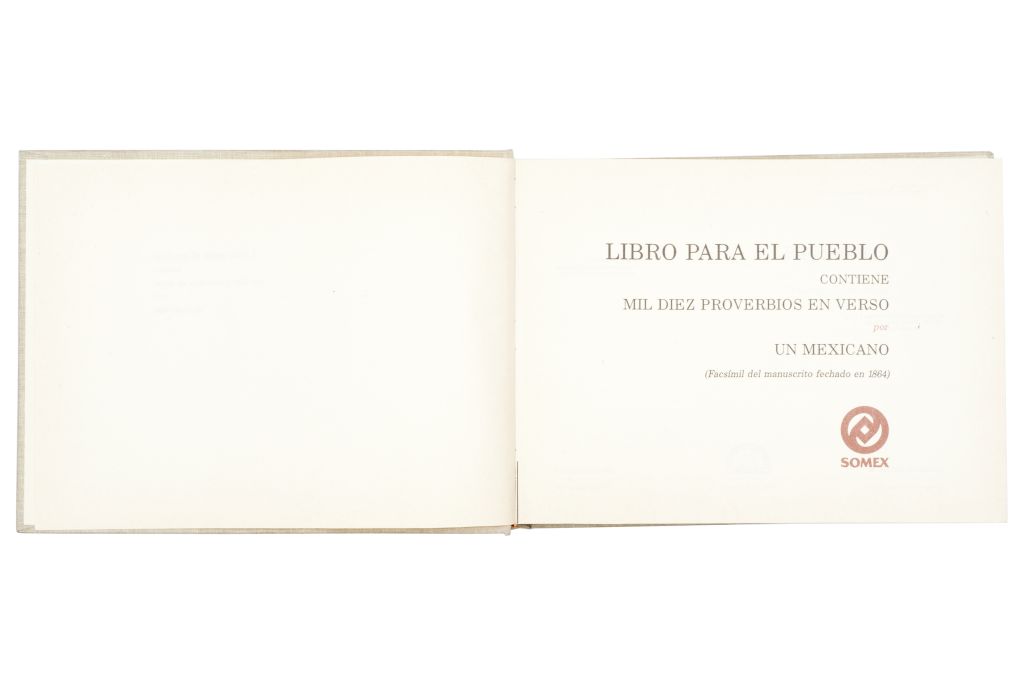 LIBRO PARA EL PUEBLO
CONTIENE
MIL DIEZ PROVERBIOS EN VERSO
por
UN MEXICANO
(Facsímil del manuscrito fechado en 1864)
SOMEX